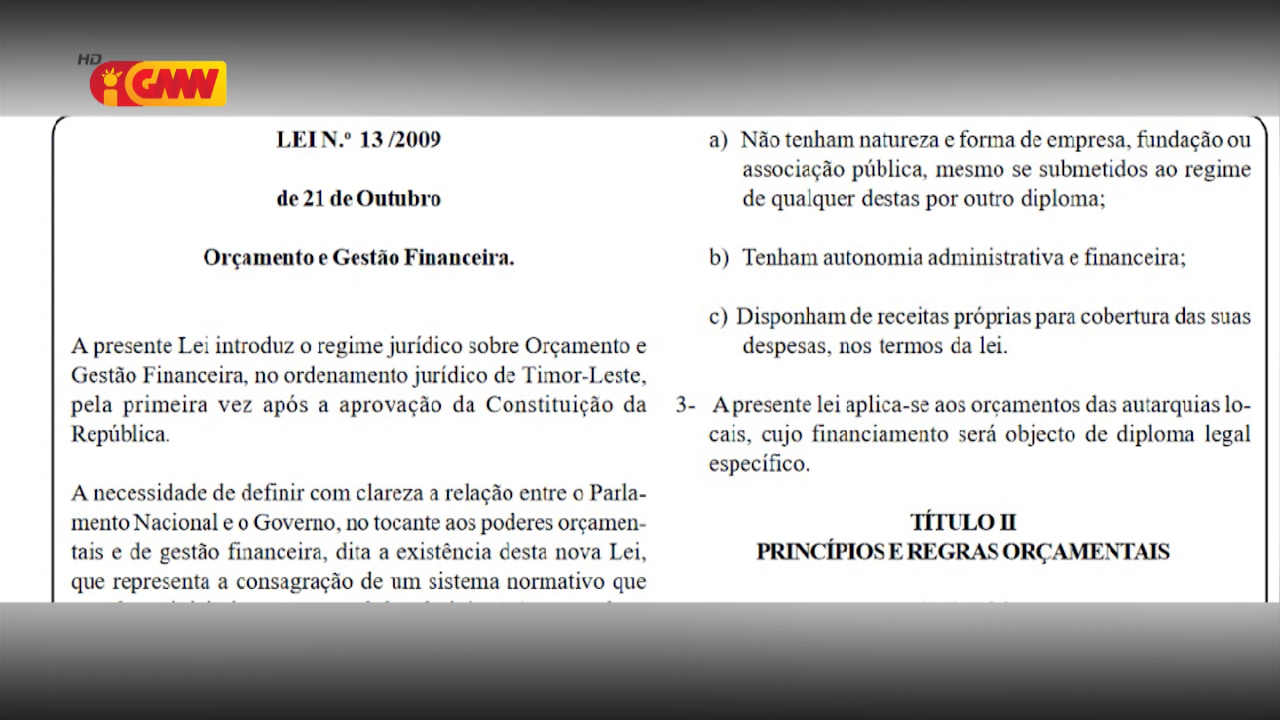 HD
GMN
LEI N.º 13 /2009
de 21 de Outubro
Orçamento e Gestão Financeira.
A presente Lei introduz o regime jurídico sobre Orçamento e
Gestão Financeira, no ordenamento jurídico de Timor-Leste,
pela primeira vez após a aprovação da Constituição da
República.
A necessidade de definir com clareza a relação entre o Parla-
mento Nacional e o Governo, no tocante aos poderes orçamen-
tais e de gestão financeira, dita a existência desta nova Lei,
que representa a consagração de um sistema normativo que
a) Não tenham natureza e forma de empresa, fundação ou
associação pública, mesmo se submetidos ao regime
de qualquer destas por outro diploma;
b) Tenham autonomia administrativa e financeira;
c) Disponham de receitas próprias para cobertura das suas
despesas, nos termos da lei.
3- A presente lei aplica-se aos orçamentos das autarquias lo-
cais, cujo financiamento será objecto de diploma legal
específico.
TÍTULO II
PRINCÍPIOS E REGRAS ORÇAMENTAIS